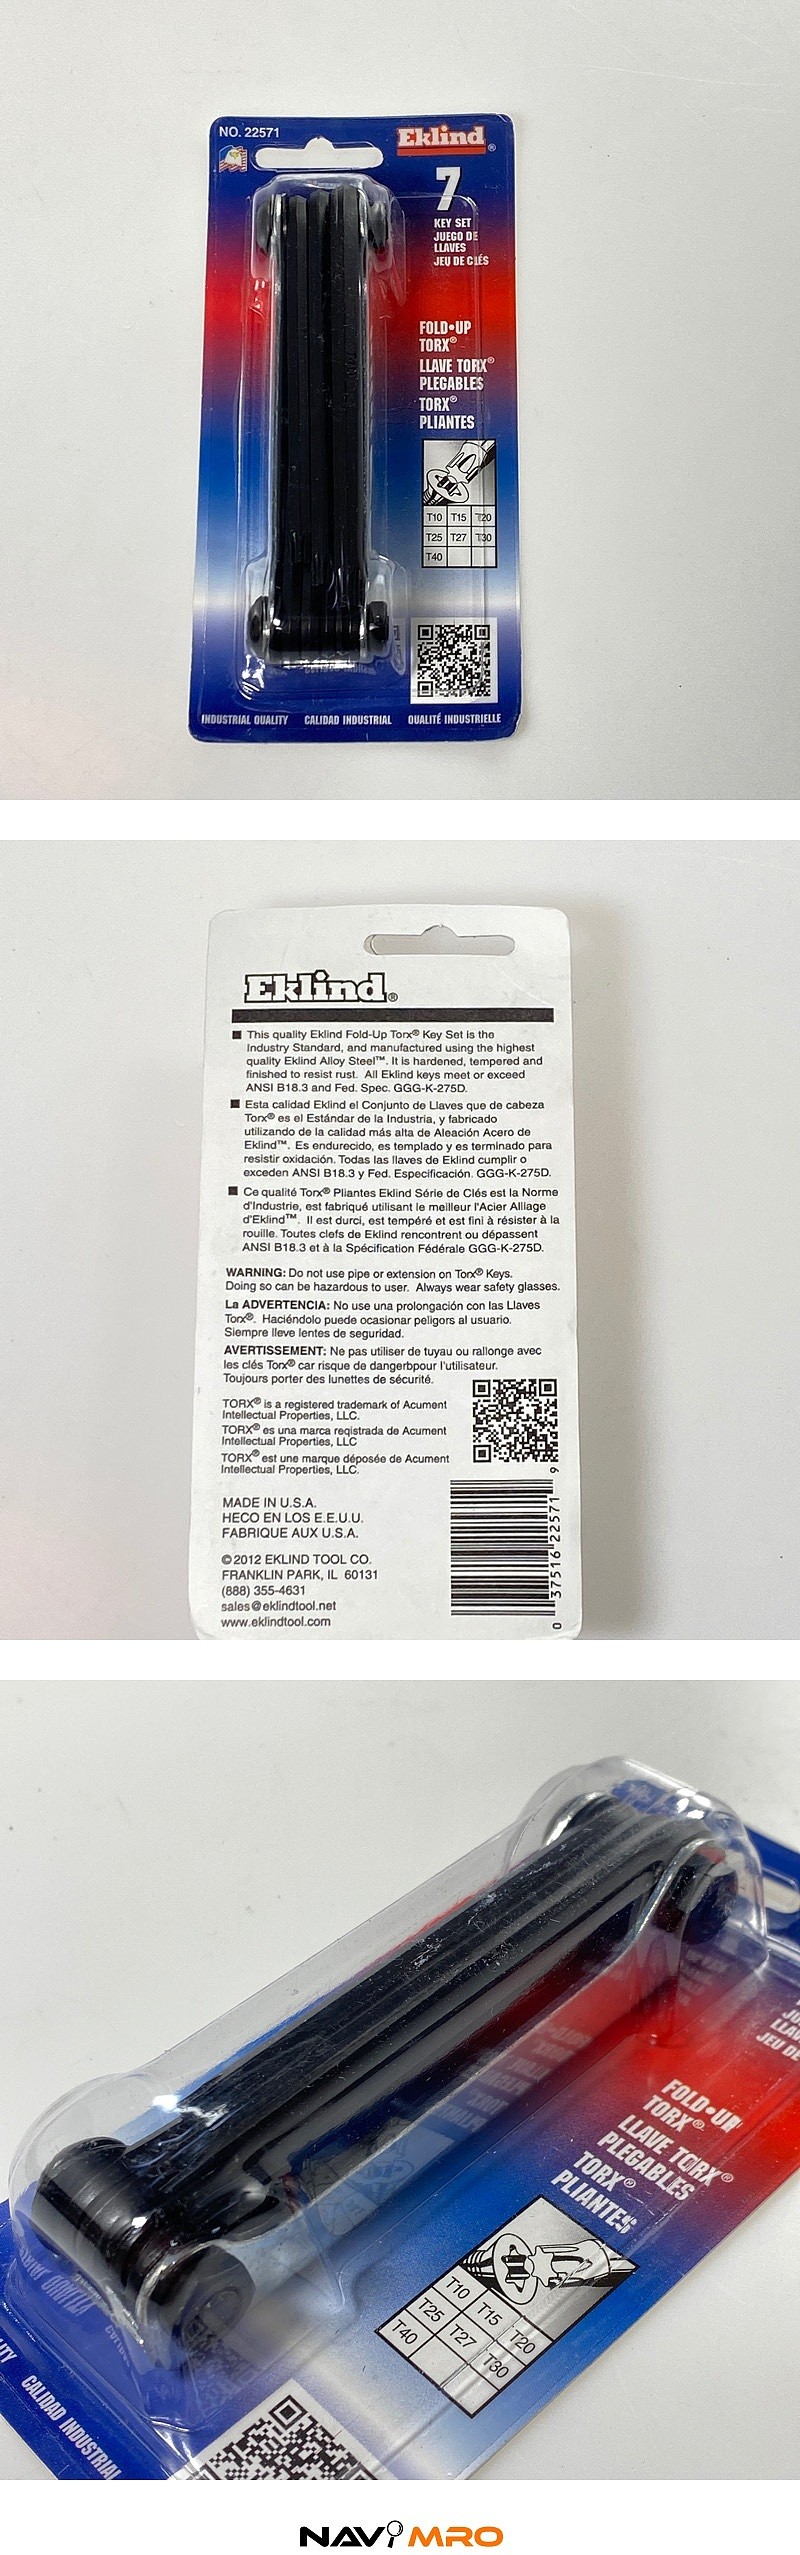 NO. 22571
Eklind®
7
KEY SET
JUEGO DE
LLAVES
JEU DE CLÉS
FOLD•UP
TORX®
LLAVE TORX®
PLEGABLES
TORX®
PLIANTES
T10 T15 T20
T25 T27 T30
T40
INDUSTRIAL QUALITY CALIDAD INDUSTRIAL QUALITÉ INDUSTRIELLE
Eklind®
■ This quality Eklind Fold-Up Torx® Key Set is the
Industry Standard, and manufactured using the highest
quality Eklind Alloy Steel™. It is hardened, tempered and
finished to resist rust. All Eklind keys meet or exceed
ANSI B18.3 and Fed. Spec. GGG-K-275D.
■ Esta calidad Eklind el Conjunto de Llaves que de cabeza
Torx® es el Estándar de la Industria, y fabricado
utilizando de la calidad más alta de Aleación Acero de
Eklind™. Es endurecido, es templado y es terminado para
resistir oxidación. Todas las llaves de Eklind cumplir o
exceden ANSI B18.3 y Fed. Especificación. GGG-K-275D.
■ Ce qualité Torx® Pliantes Eklind Série de Clés est la Norme
d'Industrie, est fabriqué utilisant le meilleur l'Acier Alliage
d'Eklind™. Il est durci, est tempéré et est fini à résister à la
rouille. Toutes clefs de Eklind rencontrent ou dépassent
ANSI B18.3 et à la Spécification Fédérale GGG-K-275D.
WARNING: Do not use pipe or extension on Torx® Keys.
Doing so can be hazardous to user. Always wear safety glasses.
La ADVERTENCIA: No use una prolongación con las Llaves
Torx®. Haciéndolo puede ocasionar peligors al usuario.
Siempre lleve lentes de seguridad.
AVERTISSEMENT: Ne pas utiliser de tuyau ou rallonge avec
les clés Torx® car risque de dangerbpour l'utilisateur.
Toujours porter des lunettes de sécurité.
TORX® is a registered trademark of Acument
Intellectual Properties, LLC.
TORX® es una marca reqistrada de Acument
Intellectual Properties, LLC
TORX® est une marque déposée de Acument
Intellectual Properties, LLC.
MADE IN U.S.A.
HECO EN LOS E.E.U.U.
FABRIQUE AUX U.S.A.
©2012 EKLIND TOOL CO.
FRANKLIN PARK, IL 60131
(888) 355-4631
sales@eklindtool.net
www.eklindtool.com
0 37516 22571 9
JEU DE
FOLD•UP
TORX®
LLAVE TORX®
PLEGABLES
TORX®
PLIANTES
T10 T15 T20
T25 T27 T30
T40
CALIDAD INDUSTRIAL
NAVI MRO